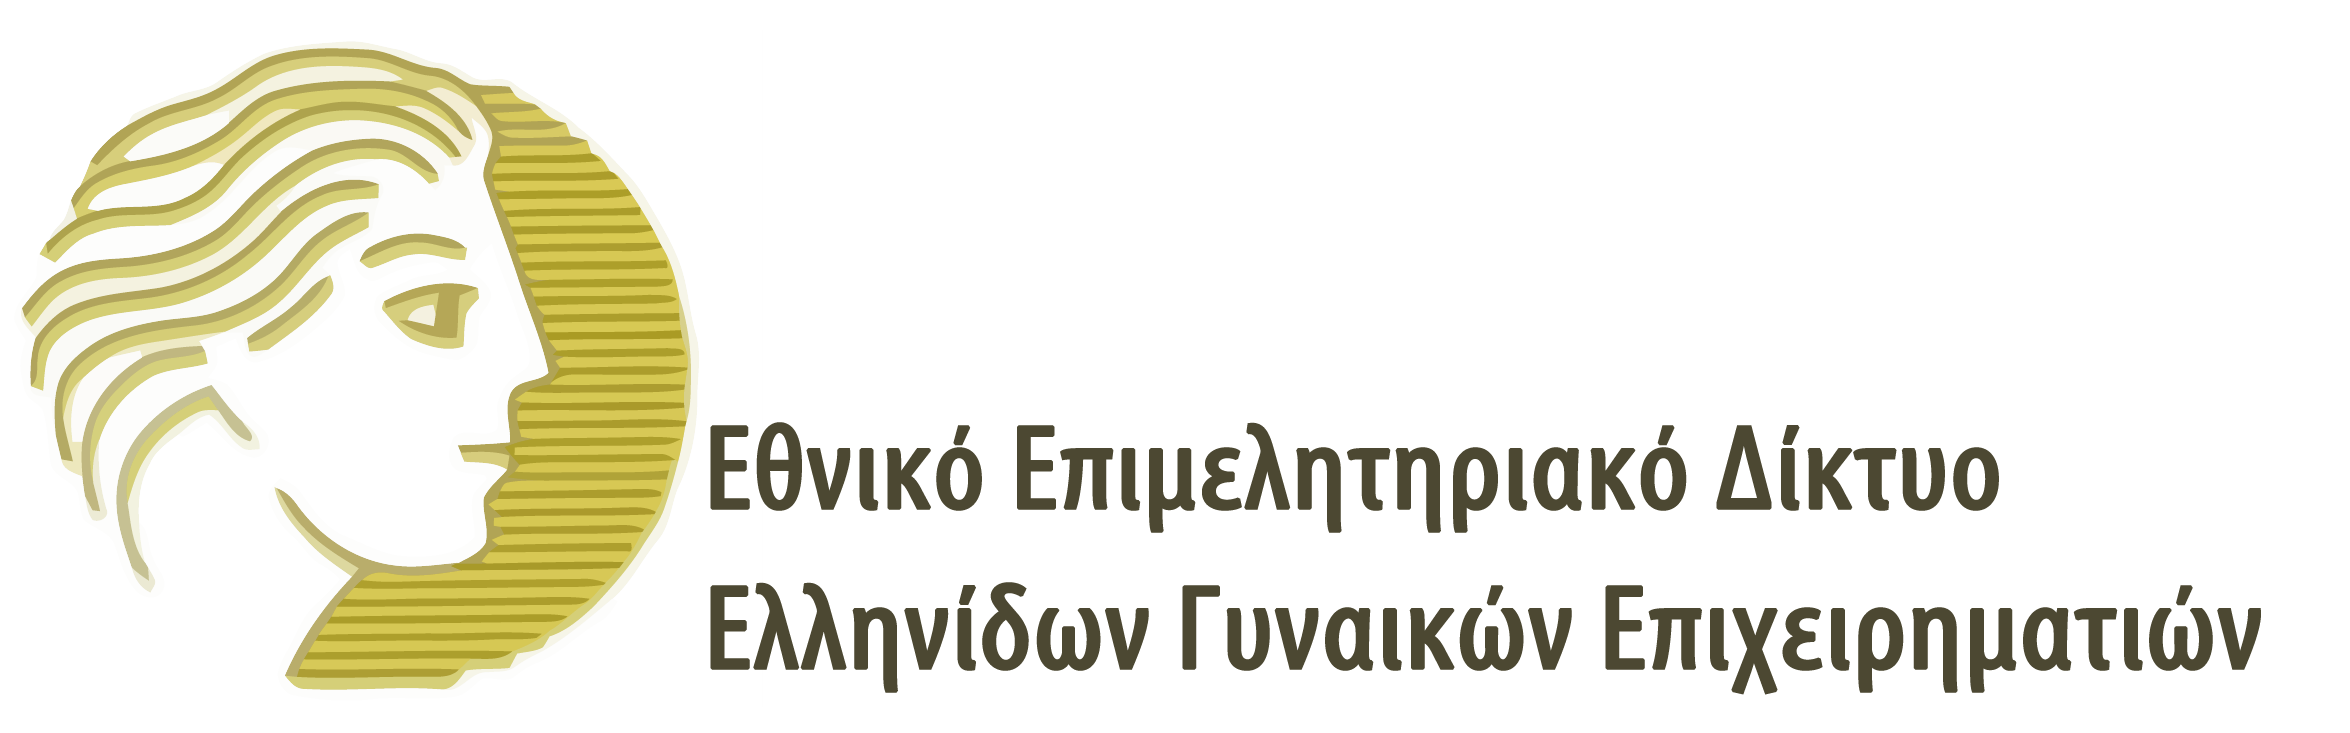 Εθνικό Επιμελητηριακό Δίκτυο
Ελληνίδων Γυναικών Επιχειρηματιών